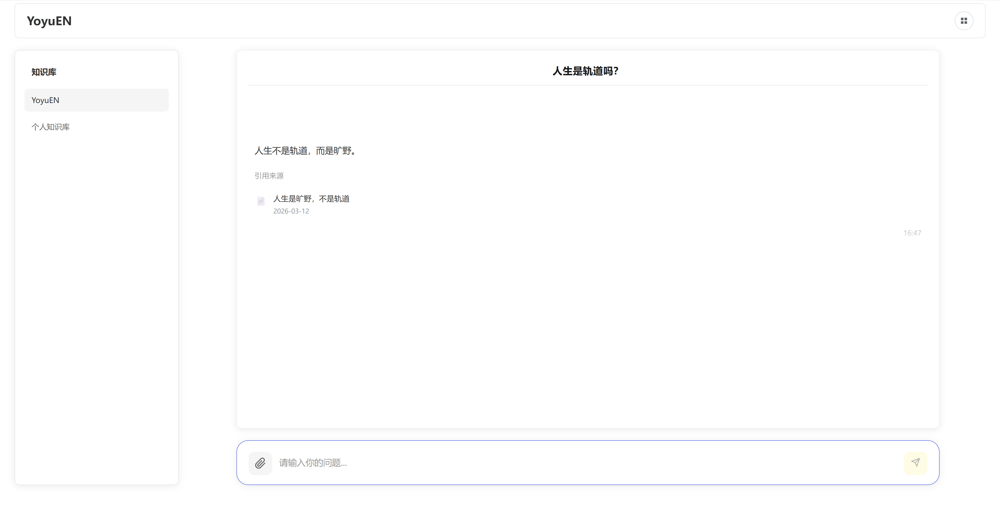 YoyuEN
知识库
YoyuEN
个人知识库
人生是轨道吗?
人生不是轨道，而是旷野。
引用来源
人生是旷野，不是轨道
2026-03-12
16:47
请输入你的问题...